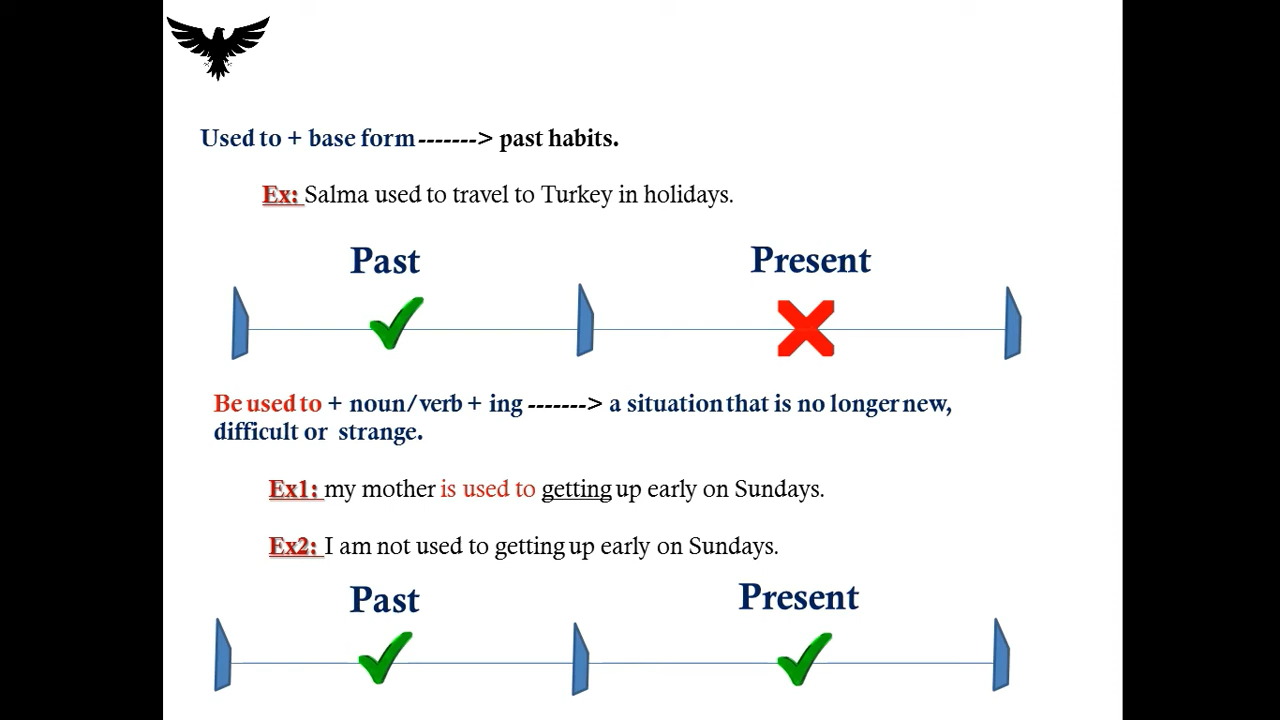 Used to + base form -------> past habits.
Ex: Salma used to travel to Turkey in holidays.
Past Present
Be used to + noun/verb + ing -------> a situation that is no longer new,
difficult or strange.
Ex1: my mother is used to getting up early on Sundays.
Ex2: I am not used to getting up early on Sundays.
Past Present